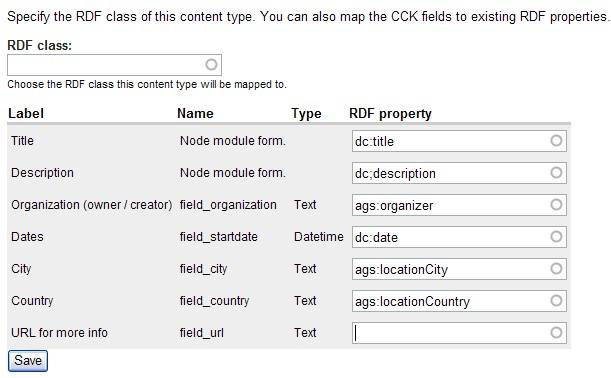 Specify the RDF class of this content type. You can also map the CCK fields to existing RDF properties.
RDF class:
Choose the RDF class this content type will be mapped to.
Label Name Type RDF property
Title Node module form. dc:title
Description Node module form. dc;description
Organization (owner / creator) field_organization Text ags:organizer
Dates field_startdate Datetime dc:date
City field_city Text ags:locationCity
Country field_country Text ags:locationCountry
URL for more info field_url Text
Save